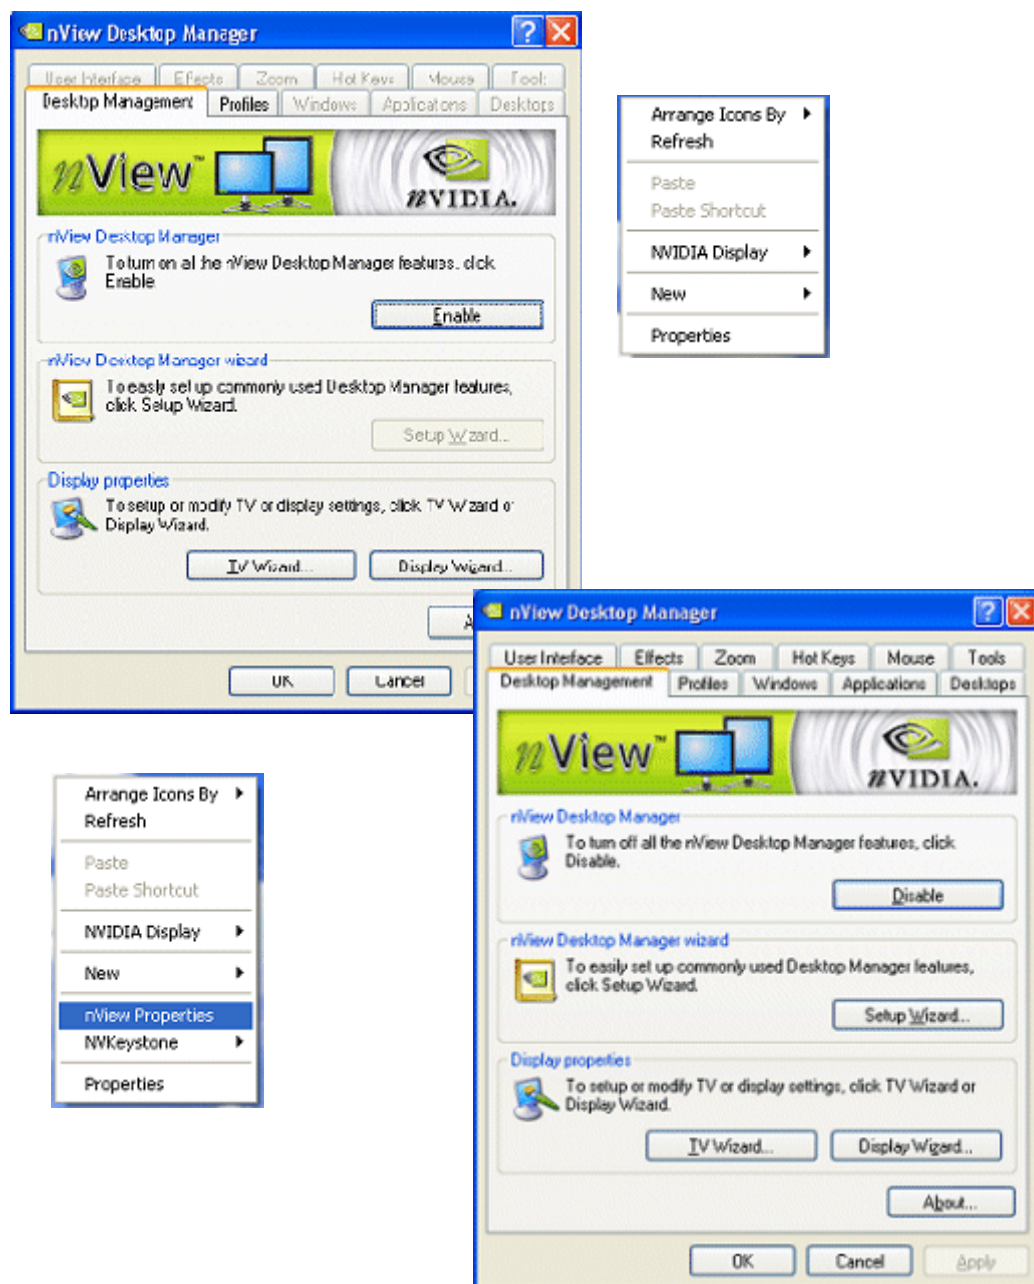 nView Desktop Manager
User Interface Effects Zoom Hot Keys Mouse Tools
Desktop Management Profiles Windows Applications Desktops
nView™
nVIDIA.
nView Desktop Manager
To turn on all the nView Desktop Manager features, click
Enable.
Enable
nView Desktop Manager wizard
To easily set up commonly used Desktop Manager features,
click Setup Wizard.
Setup Wizard...
Display properties
To setup or modify TV or display settings, click TV Wizard or
Display Wizard.
TV Wizard... Display Wizard...
A
OK Cancel
Arrange Icons By
Refresh
Paste
Paste Shortcut
NVIDIA Display
New
Properties
Arrange Icons By
Refresh
Paste
Paste Shortcut
NVIDIA Display
New
nView Properties
NVKeystone
Properties
nView Desktop Manager
User Interface Effects Zoom Hot Keys Mouse Tools
Desktop Management Profiles Windows Applications Desktops
nView™
nVIDIA.
nView Desktop Manager
To turn off all the nView Desktop Manager features, click
Disable.
Disable
nView Desktop Manager wizard
To easily set up commonly used Desktop Manager features,
click Setup Wizard.
Setup Wizard...
Display properties
To setup or modify TV or display settings, click TV Wizard or
Display Wizard.
TV Wizard... Display Wizard...
About...
OK Cancel Apply